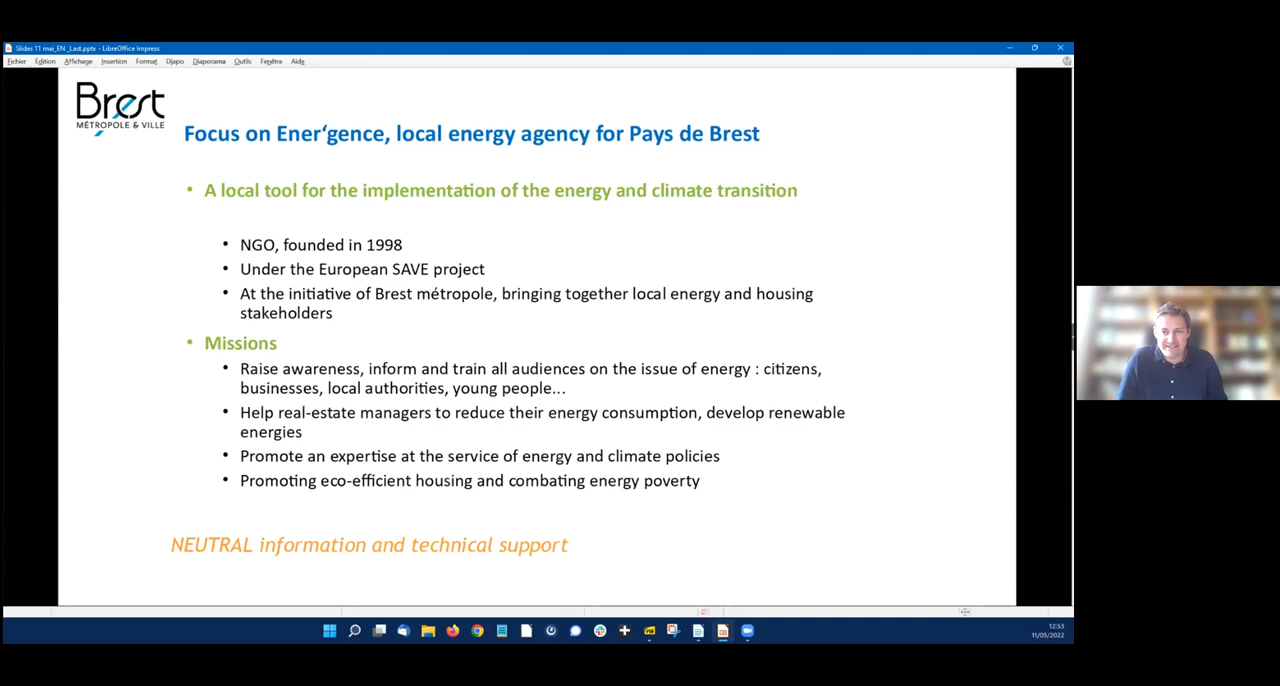 Slides 11 mai_EN _Last.pptx - LibreOffice Impress
Fichier Édition Affichage Insertion Format Diapo Diaporama Outils Fenêtre Aide
Brest
MÉTROPOLE & VILLE
Focus on Ener‘gence, local energy agency for Pays de Brest
• A local tool for the implementation of the energy and climate transition
• NGO, founded in 1998
• Under the European SAVE project
• At the initiative of Brest métropole, bringing together local energy and housing
stakeholders
• Missions
• Raise awareness, inform and train all audiences on the issue of energy : citizens,
businesses, local authorities, young people...
• Help real-estate managers to reduce their energy consumption, develop renewable
energies
• Promote an expertise at the service of energy and climate policies
• Promoting eco-efficient housing and combating energy poverty
NEUTRAL information and technical support
12:53
11/05/2022